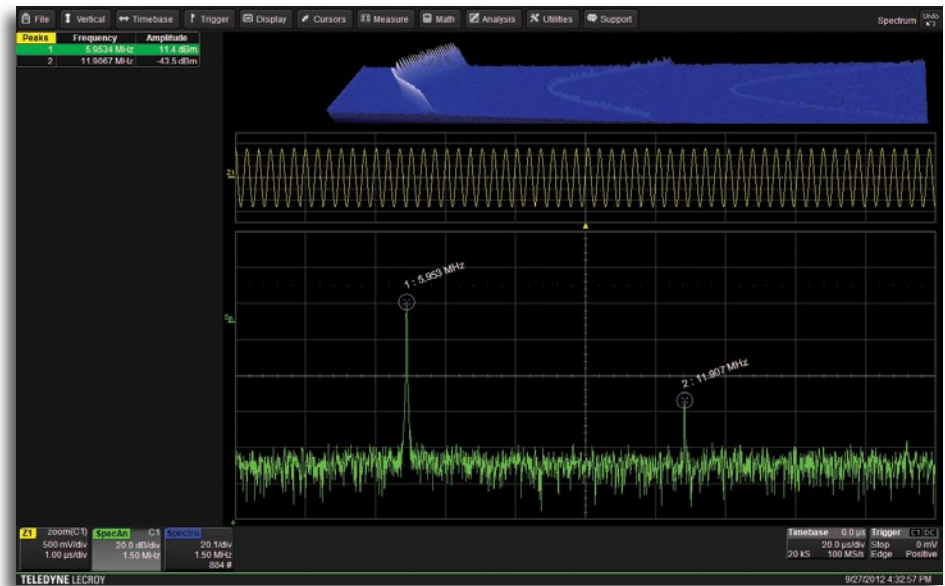 File Vertical Timebase Trigger Display Cursors Measure Math Analysis Utilities Support Spectrum Undo
Peaks Frequency Amplitude
1 5.9534 MHz 11.4 dBm
2 11.9067 MHz -43.5 dBm
Z1
1 : 5.953 MHz
Sp
2 : 11.907 MHz
Z1 zoom(C1) SpecAn C1 Spectro Timebase 0.0 µs Trigger C1 DC
500 mV/div 20.0 dB/div 20.1/div 20.0 µs/div Stop 0 mV
1.00 µs/div 1.50 MHz 1.50 MHz 20 kS 100 MS/s Edge Positive
884 #
TELEDYNE LECROY 9/27/2012 4:32:57 PM